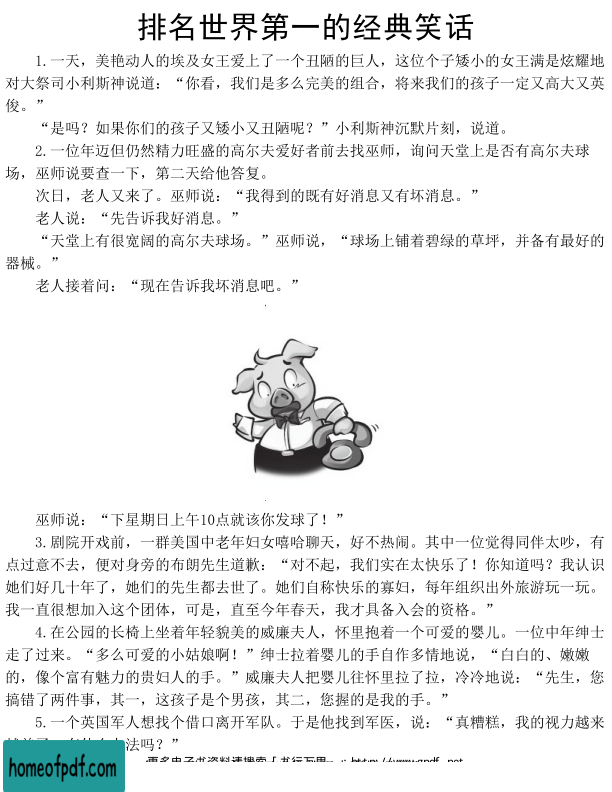 排名世界第一的经典笑话
1.一天，美艳动人的埃及女王爱上了一个丑陋的巨人，这位个子矮小的女王满是炫耀地
对大祭司小利斯神说道：“你看，我们是多么完美的组合，将来我们的孩子一定又高大又英
俊。”
“是吗？如果你们的孩子又矮小又丑陋呢？”小利斯神沉默片刻，说道。
2.一位年迈但仍然精力旺盛的高尔夫爱好者前去找巫师，询问天堂上是否有高尔夫球
场，巫师说要查一下，第二天给他答复。
次日，老人又来了。巫师说：“我得到的既有好消息又有坏消息。”
老人说：“先告诉我好消息。”
“天堂上有很宽阔的高尔夫球场。”巫师说，“球场上铺着碧绿的草坪，并备有最好的
器械。”
老人接着问：“现在告诉我坏消息吧。”
巫师说：“下星期日上午10点就该你发球了！”
3.剧院开戏前，一群美国中老年妇女嘻哈聊天，好不热闹。其中一位觉得同伴太吵，有
点过意不去，便对身旁的布朗先生道歉：“对不起，我们实在太快乐了！你知道吗？我认识
她们好几十年了，她们的先生都去世了。她们自称快乐的寡妇，每年组织出外旅游玩一玩。
我一直很想加入这个团体，可是，直至今年春天，我才具备入会的资格。”
4.在公园的长椅上坐着年轻貌美的威廉夫人，怀里抱着一个可爱的婴儿。一位中年绅士
走了过来。“多么可爱的小姑娘啊！”绅士拉着婴儿的手自作多情地说，“白白的、嫩嫩
的，像个富有魅力的贵妇人的手。”威廉夫人把婴儿往怀里拉了拉，冷冷地说：“先生，您
搞错了两件事，其一，这孩子是个男孩，其二，您握的是我的手。”
5.一个英国军人想找个借口离开军队。于是他找到军医，说：“真糟糕，我的视力越来
法吗？”
homeofpdf.com